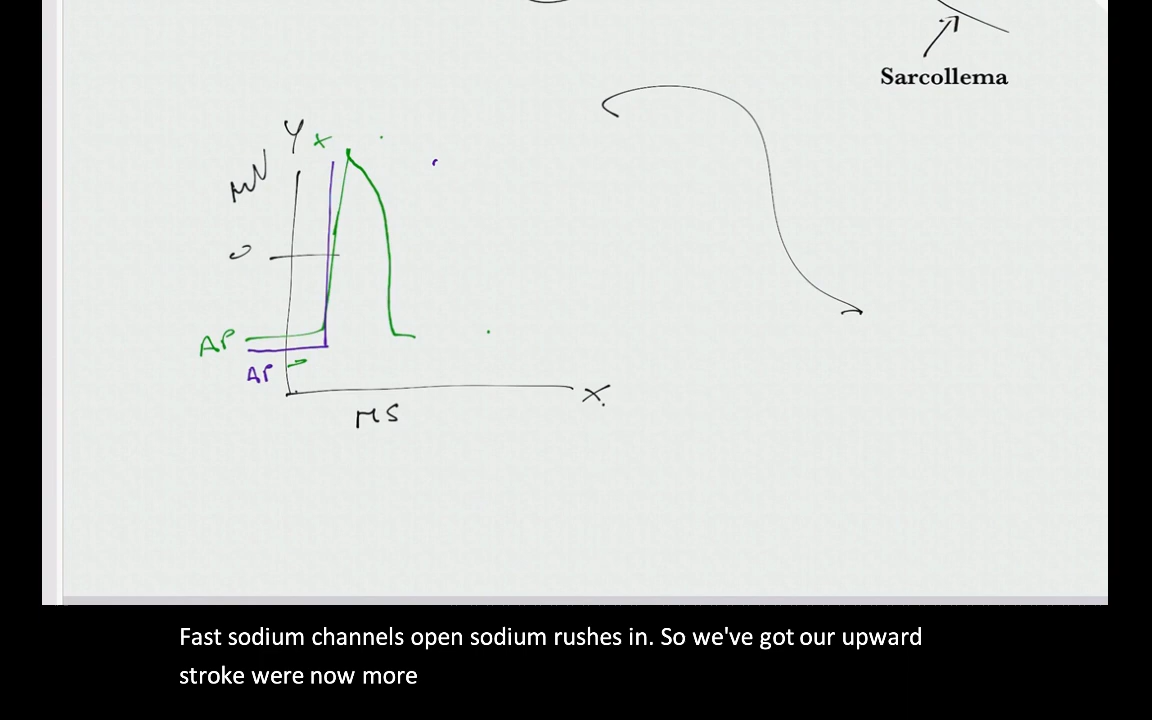 Sarcollema
Y
x
mV
0
AP
AP
X
MS
Fast sodium channels open sodium rushes in. So we've got our upward
stroke were now more